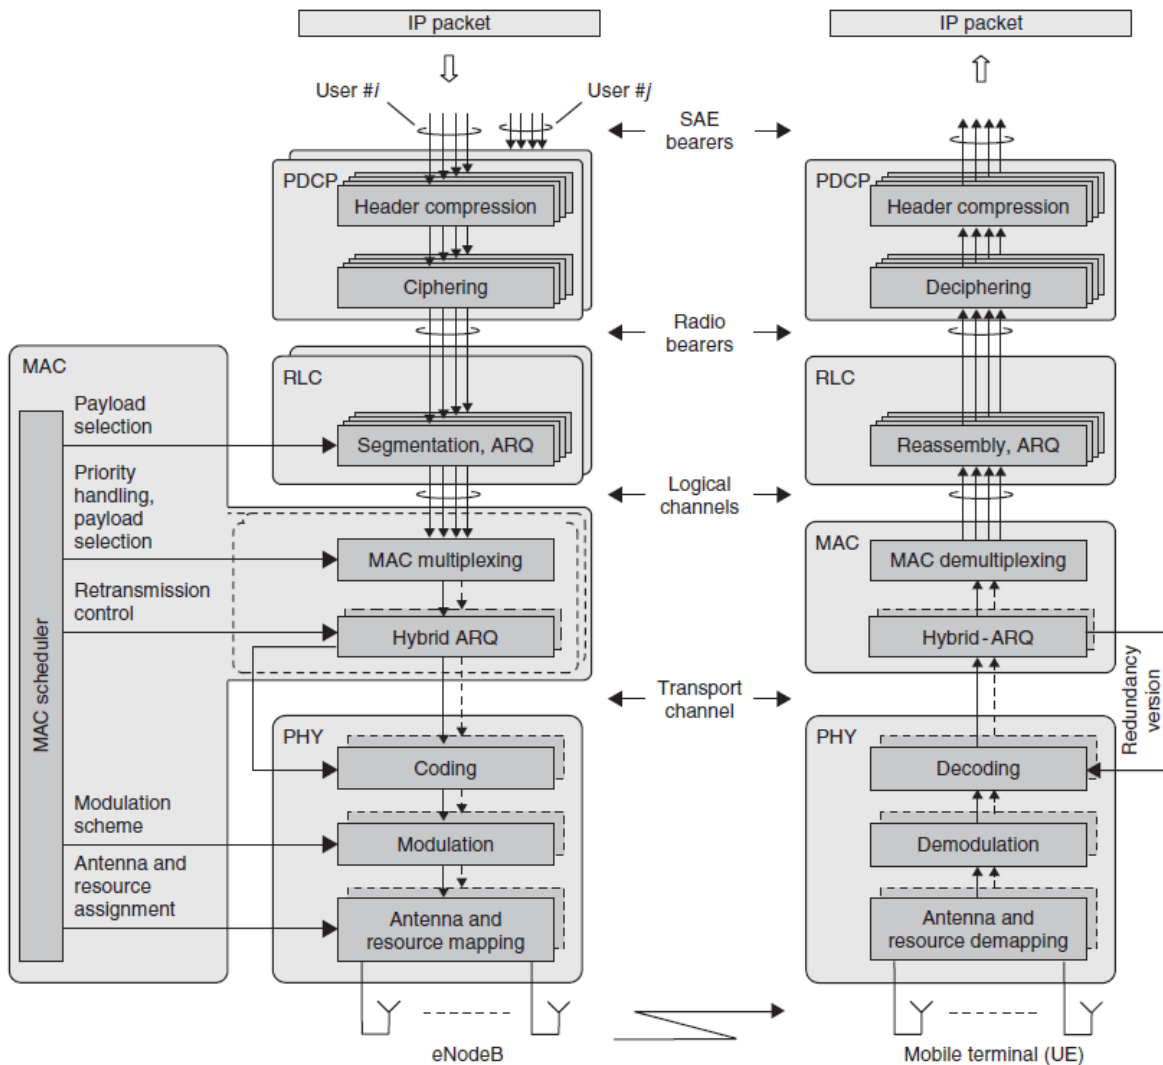 IP packet
IP packet
User #i
User #j
SAE
bearers
PDCP
Header compression
Ciphering
PDCP
Header compression
Deciphering
Radio
bearers
MAC
MAC scheduler
Payload
selection
Priority
handling,
payload
selection
Retransmission
control
Modulation
scheme
Antenna and
resource
assignment
RLC
Segmentation, ARQ
RLC
Reassembly, ARQ
Logical
channels
MAC multiplexing
Hybrid ARQ
MAC
MAC demultiplexing
Hybrid-ARQ
Redundancy
version
Transport
channel
PHY
Coding
Modulation
Antenna and
resource mapping
PHY
Decoding
Demodulation
Antenna and
resource demapping
eNodeB
Mobile terminal (UE)